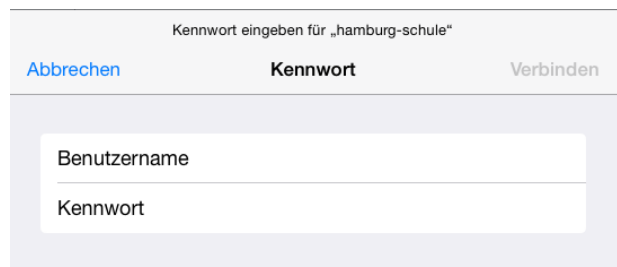 Kennwort eingeben für „hamburg-schule“
Abbrechen Kennwort Verbinden
Benutzername
Kennwort